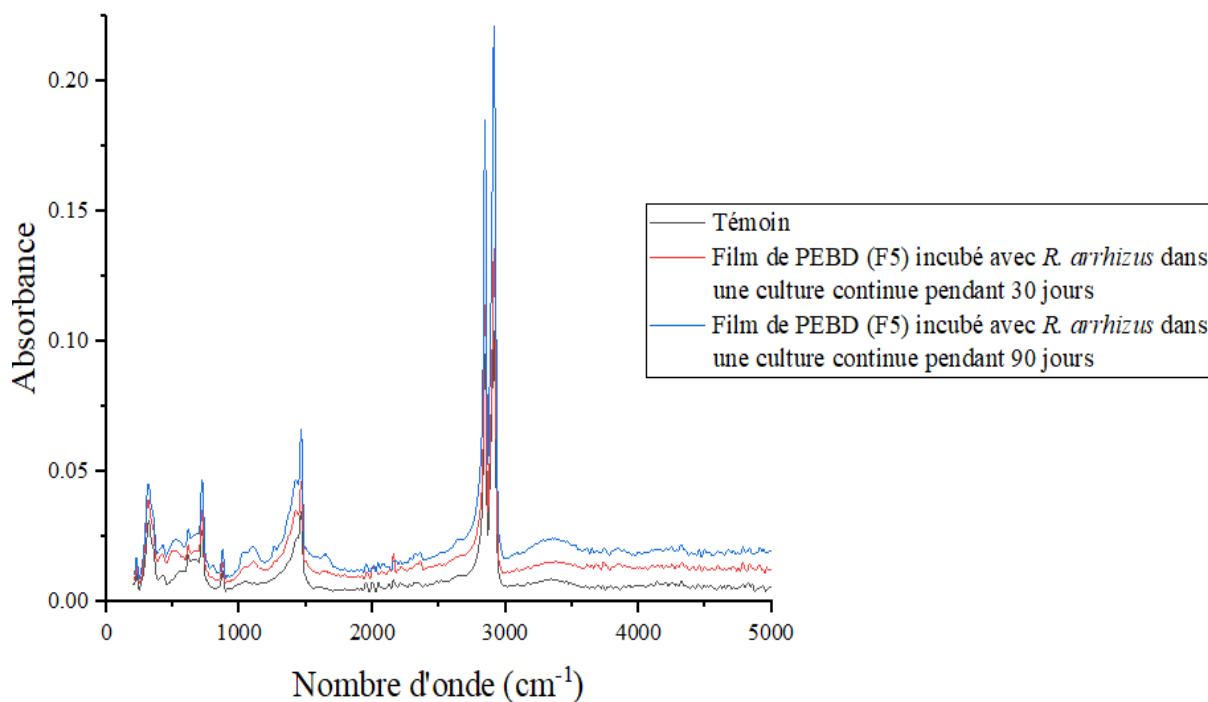 Absorbance
0.20
0.15
0.10
0.05
0.00
0
1000
2000
3000
4000
5000
Nombre d'onde (cm-1)
Témoin
Film de PEBD (F5) incubé avec R. arrhizus dans
une culture continue pendant 30 jours
Film de PEBD (F5) incubé avec R. arrhizus dans
une culture continue pendant 90 jours